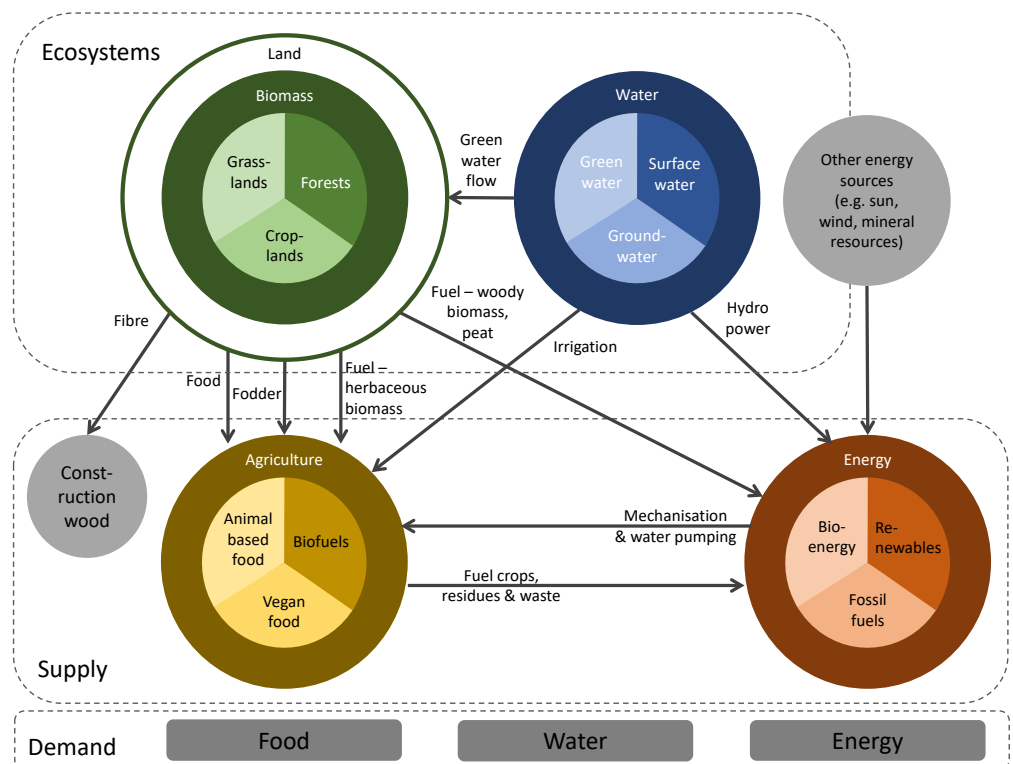 Ecosystems
Land
Biomass
Grass-
lands
Forests
Crop-
lands
Green
water
flow
Water
Green
water
Surface
water
Ground-
water
Other energy
sources
(e.g. sun,
wind, mineral
resources)
Fibre
Food
Fodder
Fuel –
herbaceous
biomass
Fuel – woody
biomass,
peat
Irrigation
Hydro
power
Const-
ruction
wood
Agriculture
Animal
based
food
Biofuels
Vegan
food
Mechanisation
& water pumping
Fuel crops,
residues & waste
Energy
Bio-
energy
Re-
newables
Fossil
fuels
Supply
Demand
Food
Water
Energy